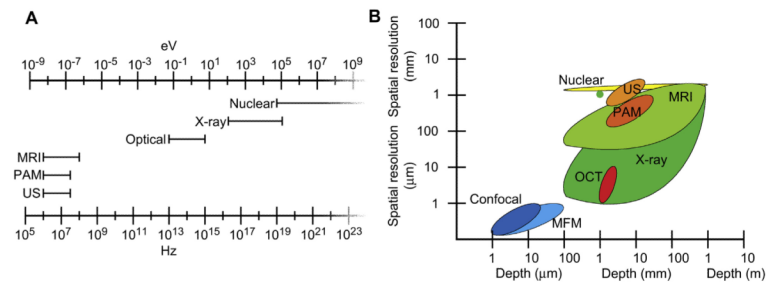 A
eV
10-9 10-7 10-5 10-3 10-1 101 103 105 107 109
Nuclear
X-ray
Optical
MRI
PAM
US
105 107 109 1011 1013 1015 1017 1019 1021 1023
Hz
B
Spatial resolution (mm)
100
10
1
Spatial resolution (μm)
100
10
1
Nuclear
US
MRI
PAM
X-ray
OCT
Confocal
MFM
1 10 100 1 10 100 1 10
Depth (μm) Depth (mm) Depth (m)